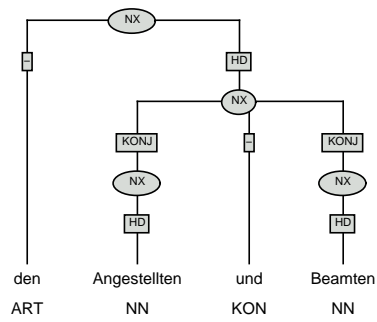 NX
– HD
NX
KONJ – KONJ
NX NX
HD HD
den Angestellten und Beamten
ART NN KON NN